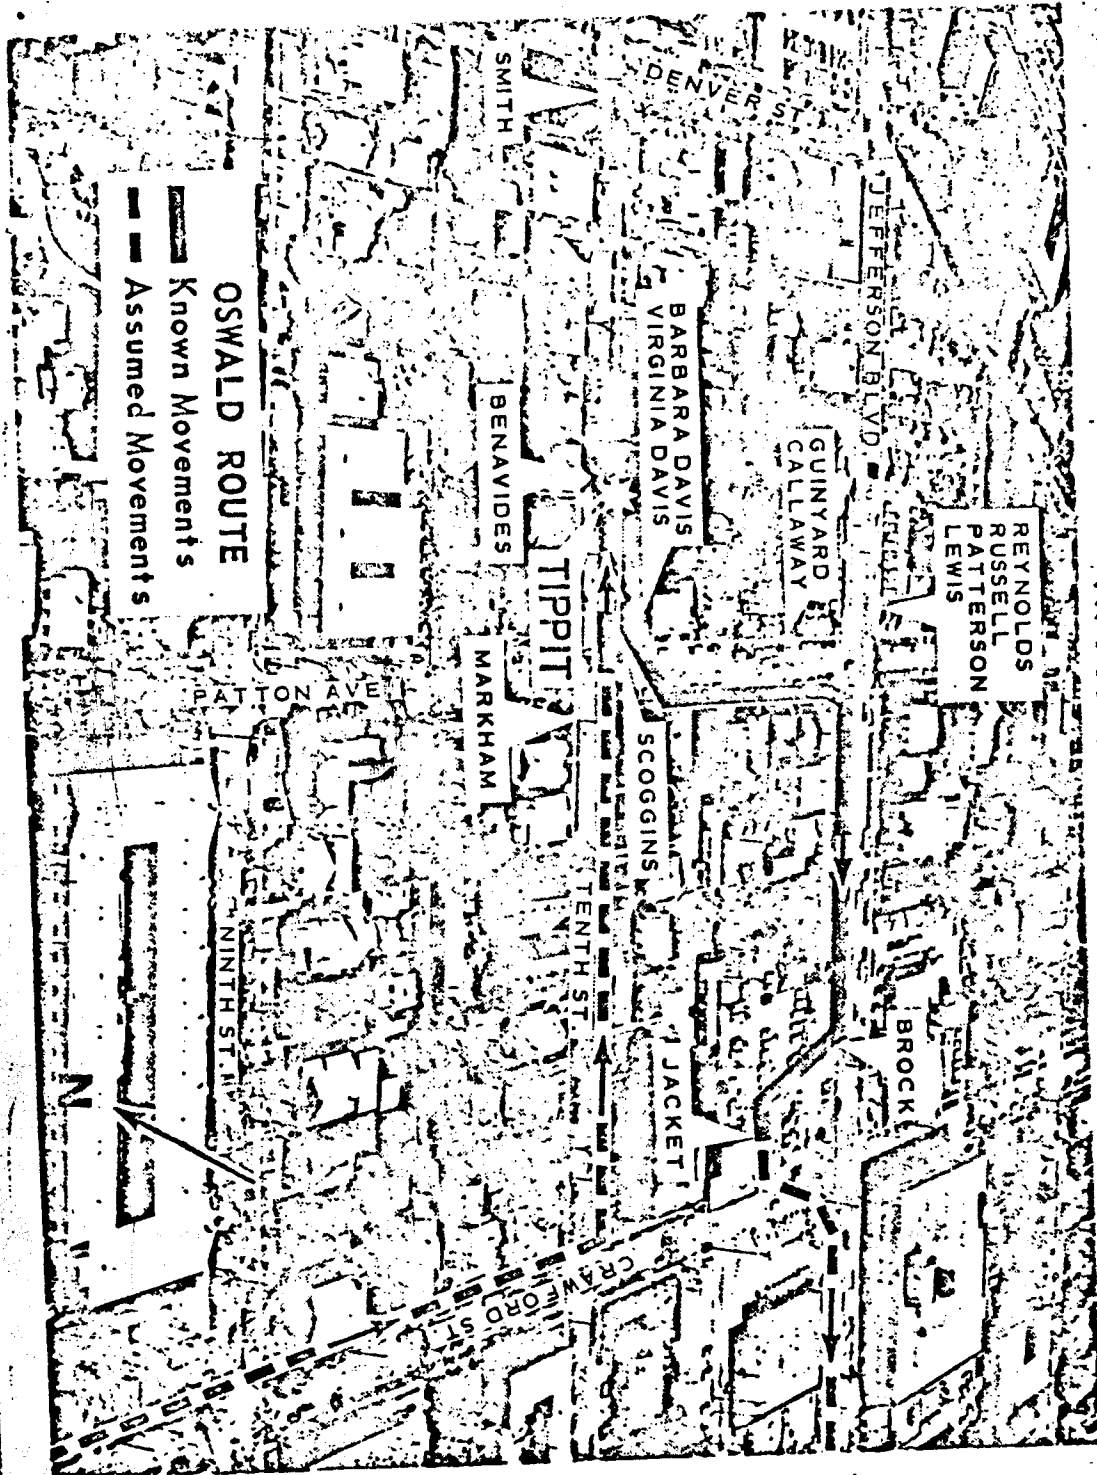 OSWALD ROUTE
Known Movements
Assumed Movements
SMITH
DENVER ST.
JEFFERSON BLVD
BARBARA DAVIS
VIRGINIA DAVIS
BENAVIDES
GUINYARD
CALLAWAY
REYNOLDS
RUSSELL
PATTERSON
LEWIS
TIPPIT
MARKHAM
PATTON AVE
SCOGGINS
TENTH ST.
NINTH ST.
JACKET
BROCK
CRAWFORD ST.
N